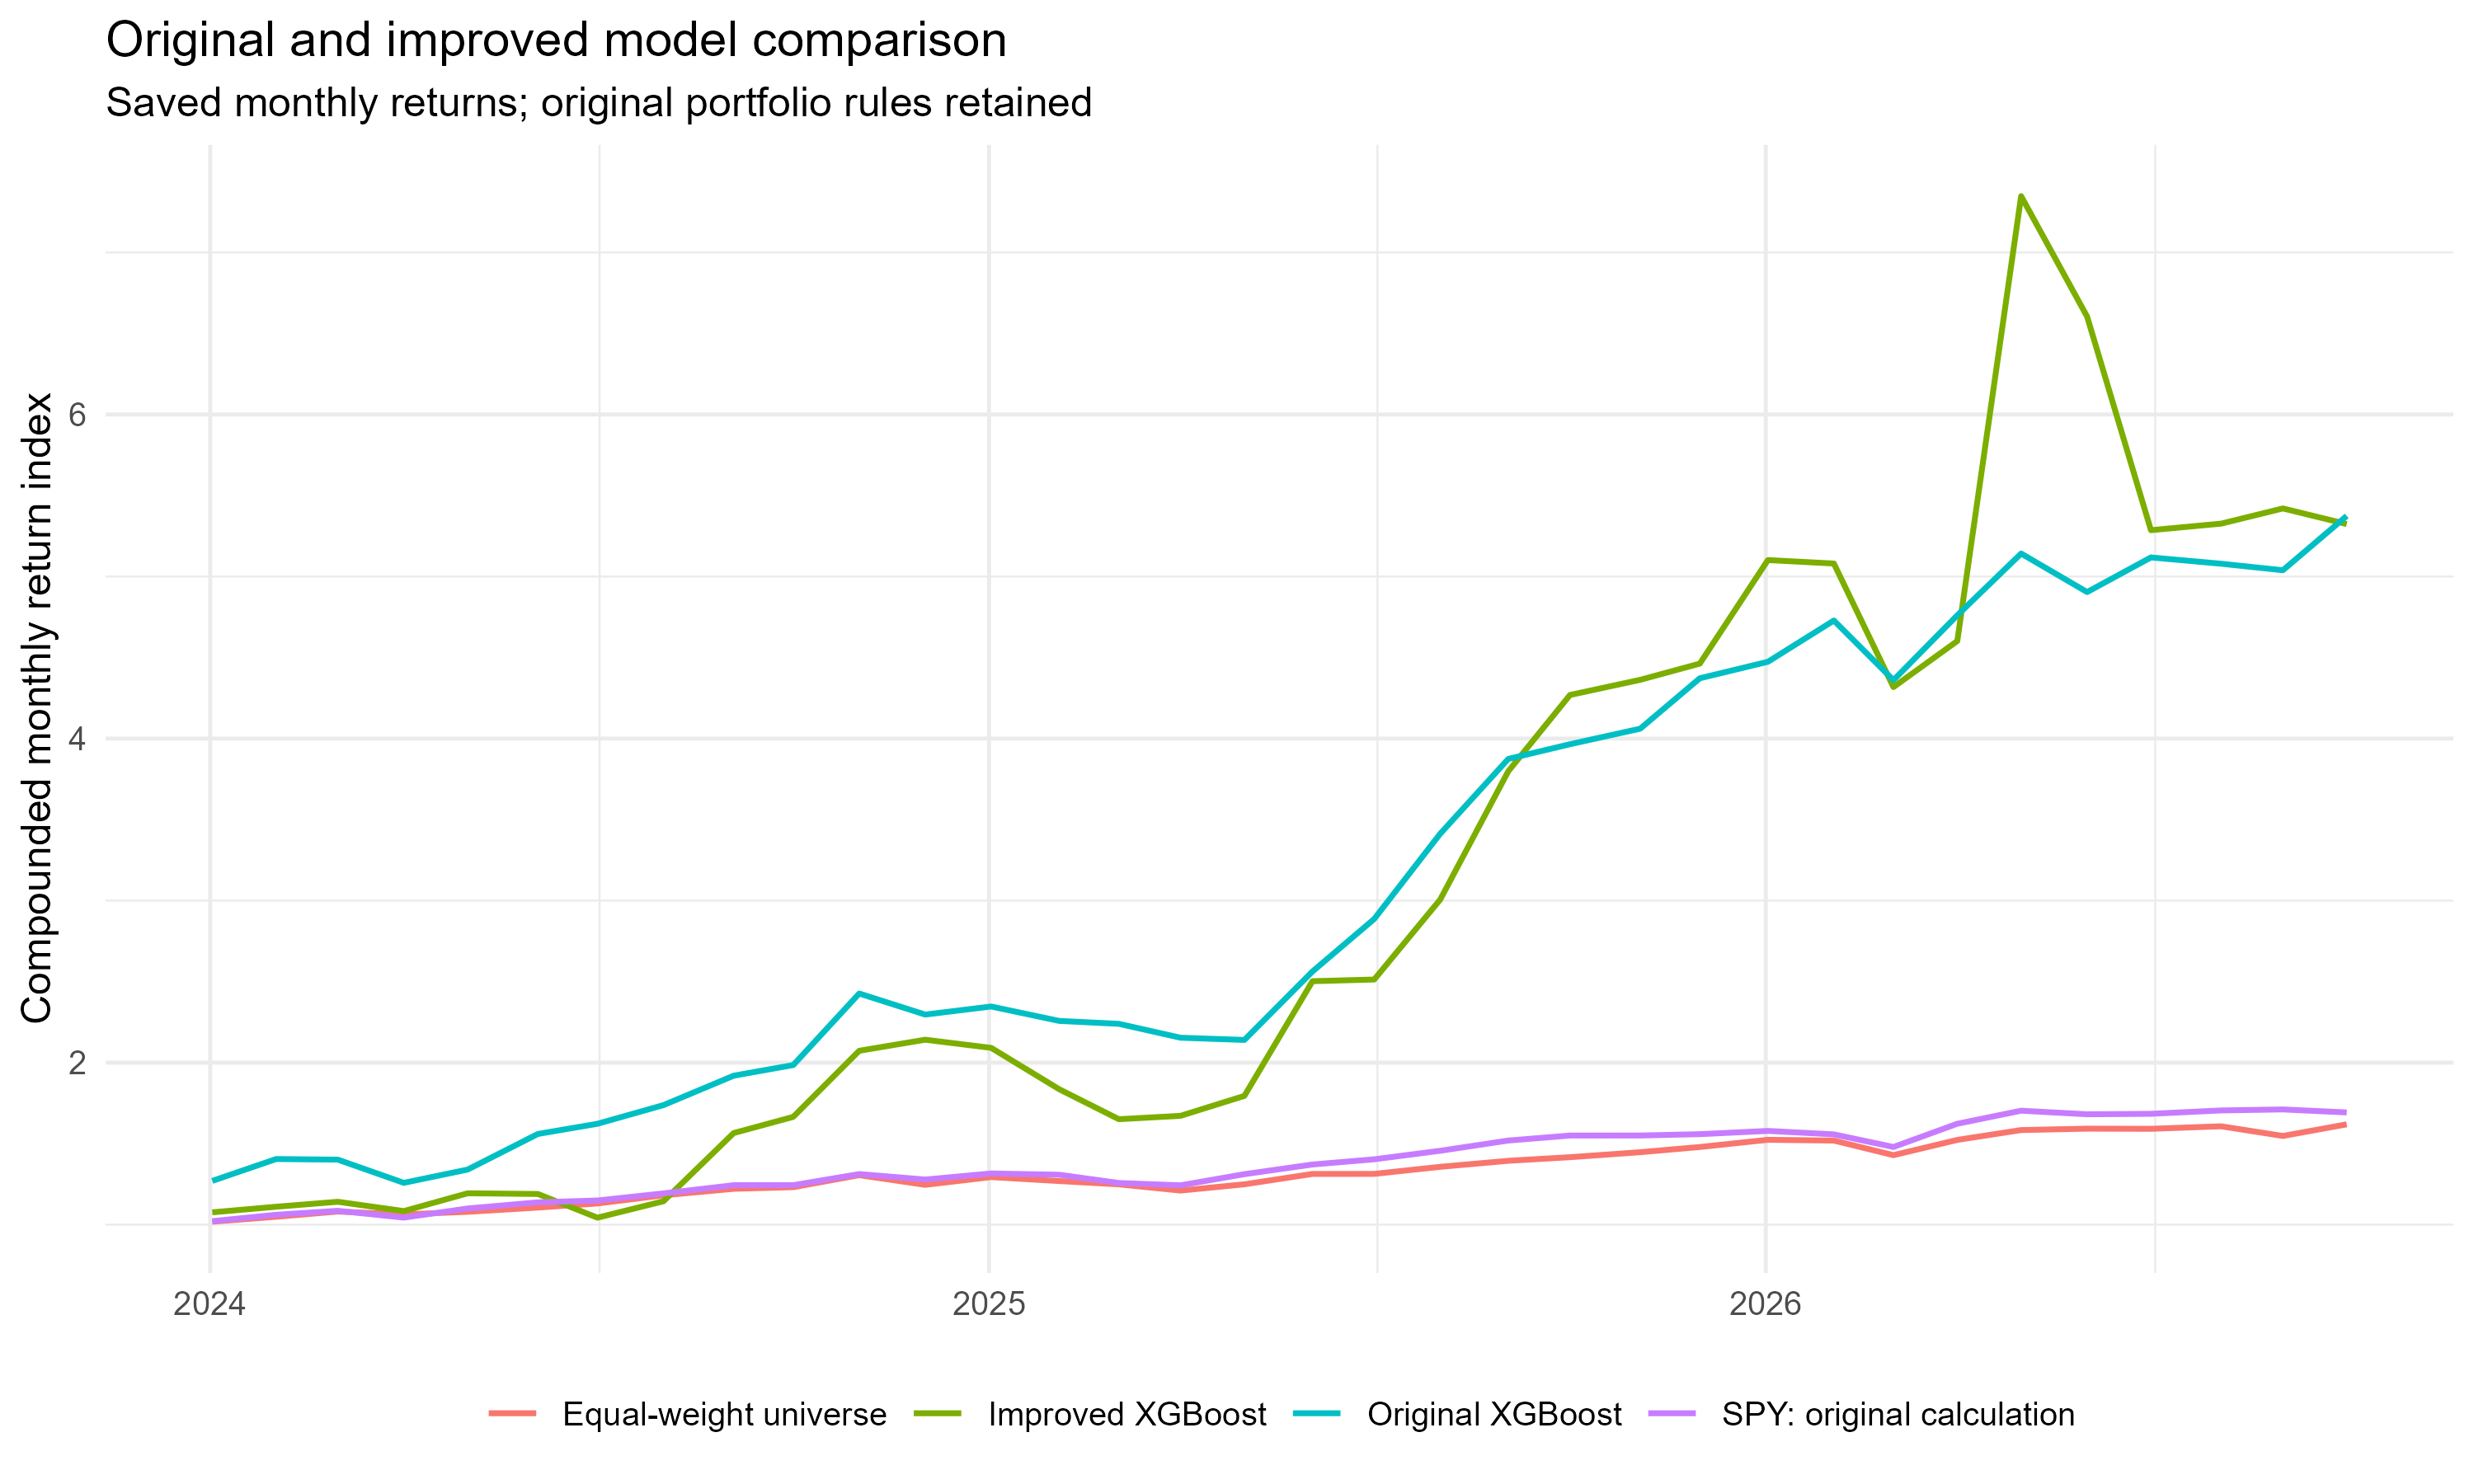 Original and improved model comparison
Saved monthly returns; original portfolio rules retained
Compounded monthly return index
6
4
2
2024
2025
2026
Equal-weight universe
Improved XGBoost
Original XGBoost
SPY: original calculation